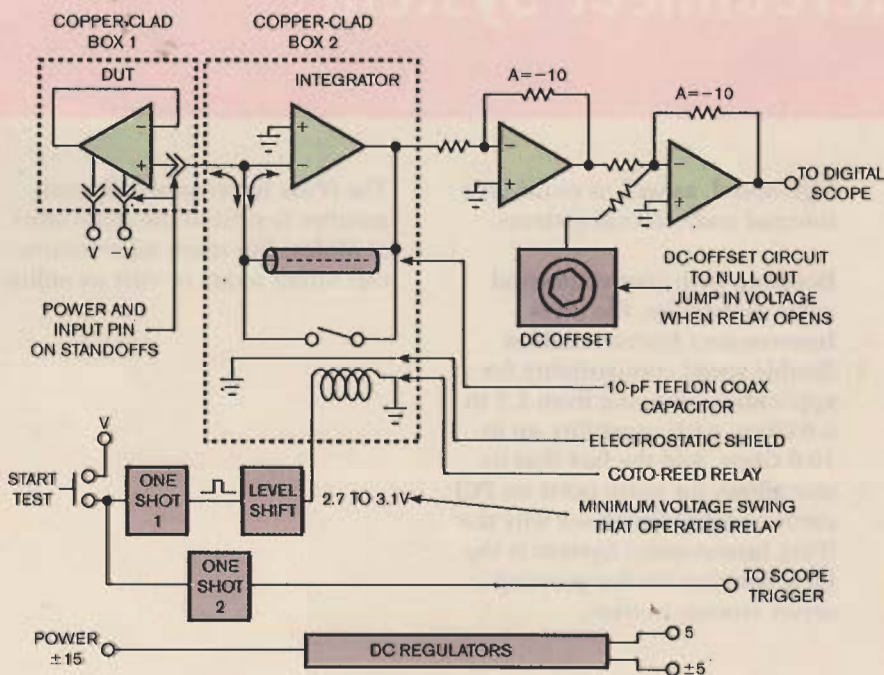 COPPER-CLAD
BOX 1
COPPER-CLAD
BOX 2
DUT
INTEGRATOR
A=−10
A=−10
−
+
+
−
−
+
−
+
TO DIGITAL
SCOPE
V
−V
POWER AND
INPUT PIN
ON STANDOFFS
DC OFFSET
DC-OFFSET CIRCUIT
TO NULL OUT
JUMP IN VOLTAGE
WHEN RELAY OPENS
10-pF TEFLON COAX
CAPACITOR
ELECTROSTATIC SHIELD
COTO-REED RELAY
V
START
TEST
ONE
SHOT
1
LEVEL
SHIFT
2.7 TO 3.1V
MINIMUM VOLTAGE SWING
THAT OPERATES RELAY
ONE
SHOT
2
TO SCOPE
TRIGGER
POWER
±15
DC REGULATORS
5
±5